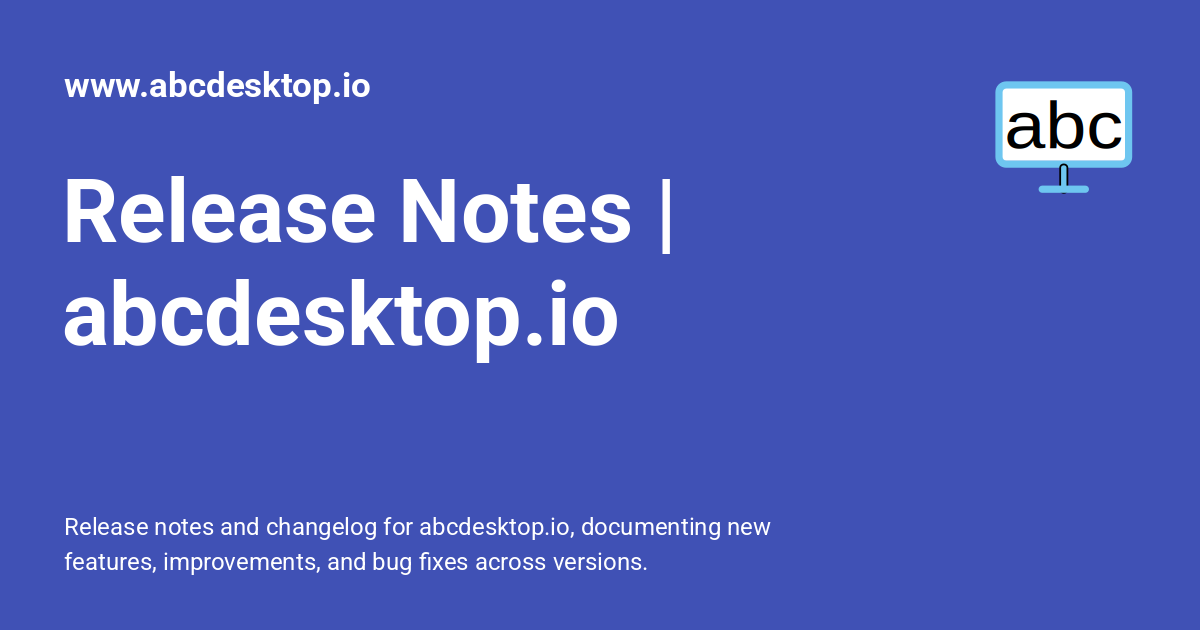 www.abcdesktop.io
abc
Release Notes |
abcdesktop.io
Release notes and changelog for abcdesktop.io, documenting new
features, improvements, and bug fixes across versions.